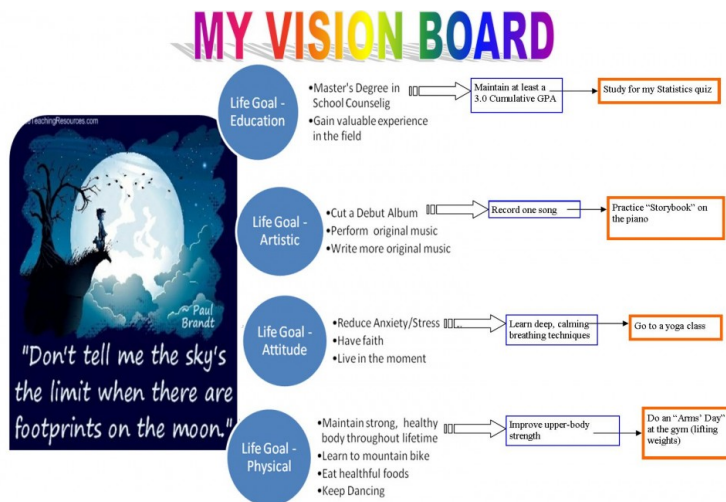 MY VISION BOARD
TeachingResources.com
~ Paul
Brandt
"Don't tell me the sky's
the limit when there are
footprints on the moon."
Life Goal -
Education
•Master's Degree in
School Counselig
•Gain valuable experience
in the field
Maintain at least a
3.0 Cumulative GPA
Study for my Statistics quiz
Life Goal -
Artistic
•Cut a Debut Album
•Perform original music
•Write more original music
Record one song
Practice "Storybook" on
the piano
Life Goal -
Attitude
•Reduce Anxiety/Stress
•Have faith
•Live in the moment
Learn deep, calming
breathing techniques
Go to a yoga class
Life Goal -
Physical
•Maintain strong, healthy
body throughout lifetime
•Learn to mountain bike
•Eat healthful foods
•Keep Dancing
Improve upper-body
strength
Do an "Arms' Day"
at the gym (lifting
weights)